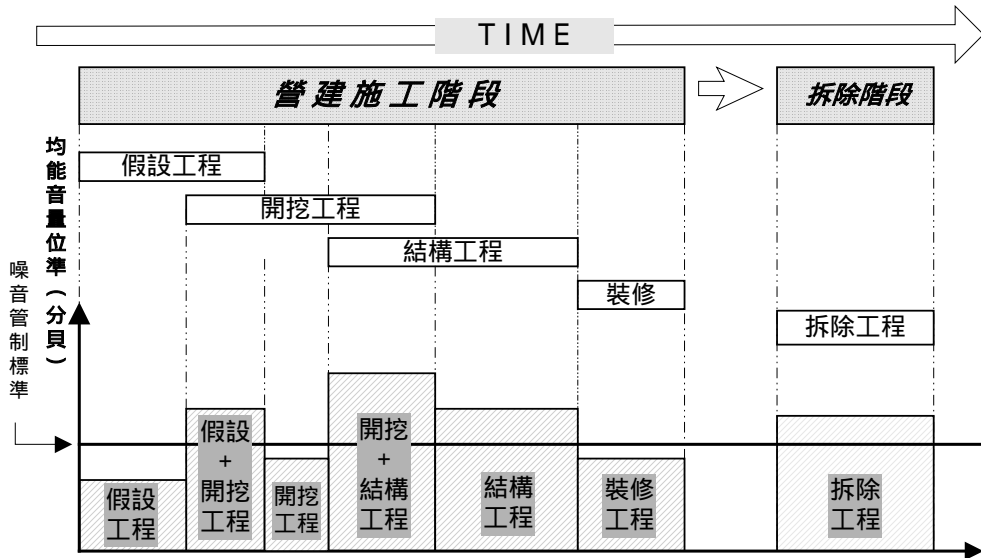 TIME
營建施工階段
拆除階段
均能音量位準(分貝)
噪音管制標準
假設工程
開挖工程
結構工程
裝修
拆除工程
假設
工程
假設
+
開挖
工程
開挖
工程
開挖
+
結構
工程
結構
工程
裝修
工程
拆除
工程